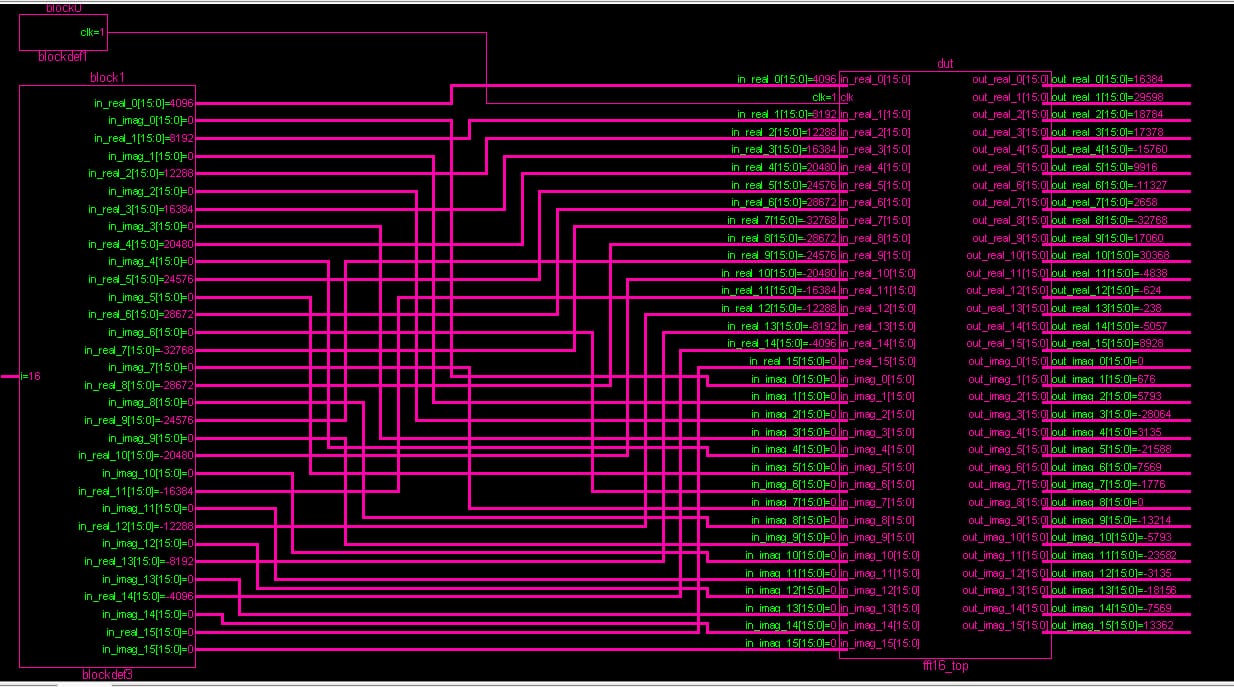 block0
clk=1
blockdef1
block1
in_real_0[15:0]=4096
in_imag_0[15:0]=0
in_real_1[15:0]=8192
in_imag_1[15:0]=0
in_real_2[15:0]=12288
in_imag_2[15:0]=0
in_real_3[15:0]=16384
in_imag_3[15:0]=0
in_real_4[15:0]=20480
in_imag_4[15:0]=0
in_real_5[15:0]=24576
in_imag_5[15:0]=0
in_real_6[15:0]=28672
in_imag_6[15:0]=0
in_real_7[15:0]=-32768
in_imag_7[15:0]=0
i=16
in_real_8[15:0]=-28672
in_imag_8[15:0]=0
in_real_9[15:0]=-24576
in_imag_9[15:0]=0
in_real_10[15:0]=-20480
in_imag_10[15:0]=0
in_real_11[15:0]=-16384
in_imag_11[15:0]=0
in_real_12[15:0]=-12288
in_imag_12[15:0]=0
in_real_13[15:0]=-8192
in_imag_13[15:0]=0
in_real_14[15:0]=-4096
in_imag_14[15:0]=0
in_real_15[15:0]=0
in_imag_15[15:0]=0
blockdef3
dut
in_real_0[15:0]=4096 in_real_0[15:0] out_real_0[15:0] out_real_0[15:0]=16384
clk=1 clk out_real_1[15:0] out_real_1[15:0]=29598
in_real_1[15:0]=8192 in_real_1[15:0] out_real_2[15:0] out_real_2[15:0]=18784
in_real_2[15:0]=12288 in_real_2[15:0] out_real_3[15:0] out_real_3[15:0]=17378
in_real_3[15:0]=16384 in_real_3[15:0] out_real_4[15:0] out_real_4[15:0]=-15760
in_real_4[15:0]=20480 in_real_4[15:0] out_real_5[15:0] out_real_5[15:0]=9916
in_real_5[15:0]=24576 in_real_5[15:0] out_real_6[15:0] out_real_6[15:0]=-11327
in_real_6[15:0]=28672 in_real_6[15:0] out_real_7[15:0] out_real_7[15:0]=2658
in_real_7[15:0]=-32768 in_real_7[15:0] out_real_8[15:0] out_real_8[15:0]=-32768
in_real_8[15:0]=-28672 in_real_8[15:0] out_real_9[15:0] out_real_9[15:0]=17060
in_real_9[15:0]=-24576 in_real_9[15:0] out_real_10[15:0] out_real_10[15:0]=30368
in_real_10[15:0]=-20480 in_real_10[15:0] out_real_11[15:0] out_real_11[15:0]=-4838
in_real_11[15:0]=-16384 in_real_11[15:0] out_real_12[15:0] out_real_12[15:0]=-624
in_real_12[15:0]=-12288 in_real_12[15:0] out_real_13[15:0] out_real_13[15:0]=-238
in_real_13[15:0]=-8192 in_real_13[15:0] out_real_14[15:0] out_real_14[15:0]=-5057
in_real_14[15:0]=-4096 in_real_14[15:0] out_real_15[15:0] out_real_15[15:0]=8928
in_real_15[15:0]=0 in_real_15[15:0] out_imag_0[15:0] out_imag_0[15:0]=0
in_imag_0[15:0]=0 in_imag_0[15:0] out_imag_1[15:0] out_imag_1[15:0]=676
in_imag_1[15:0]=0 in_imag_1[15:0] out_imag_2[15:0] out_imag_2[15:0]=5793
in_imag_2[15:0]=0 in_imag_2[15:0] out_imag_3[15:0] out_imag_3[15:0]=-28064
in_imag_3[15:0]=0 in_imag_3[15:0] out_imag_4[15:0] out_imag_4[15:0]=3135
in_imag_4[15:0]=0 in_imag_4[15:0] out_imag_5[15:0] out_imag_5[15:0]=-21588
in_imag_5[15:0]=0 in_imag_5[15:0] out_imag_6[15:0] out_imag_6[15:0]=7569
in_imag_6[15:0]=0 in_imag_6[15:0] out_imag_7[15:0] out_imag_7[15:0]=-1776
in_imag_7[15:0]=0 in_imag_7[15:0] out_imag_8[15:0] out_imag_8[15:0]=0
in_imag_8[15:0]=0 in_imag_8[15:0] out_imag_9[15:0] out_imag_9[15:0]=-13214
in_imag_9[15:0]=0 in_imag_9[15:0] out_imag_10[15:0] out_imag_10[15:0]=-5793
in_imag_10[15:0]=0 in_imag_10[15:0] out_imag_11[15:0] out_imag_11[15:0]=-23582
in_imag_11[15:0]=0 in_imag_11[15:0] out_imag_12[15:0] out_imag_12[15:0]=-3135
in_imag_12[15:0]=0 in_imag_12[15:0] out_imag_13[15:0] out_imag_13[15:0]=-18156
in_imag_13[15:0]=0 in_imag_13[15:0] out_imag_14[15:0] out_imag_14[15:0]=-7569
in_imag_14[15:0]=0 in_imag_14[15:0] out_imag_15[15:0] out_imag_15[15:0]=13362
in_imag_15[15:0]=0 in_imag_15[15:0]
fft16_top